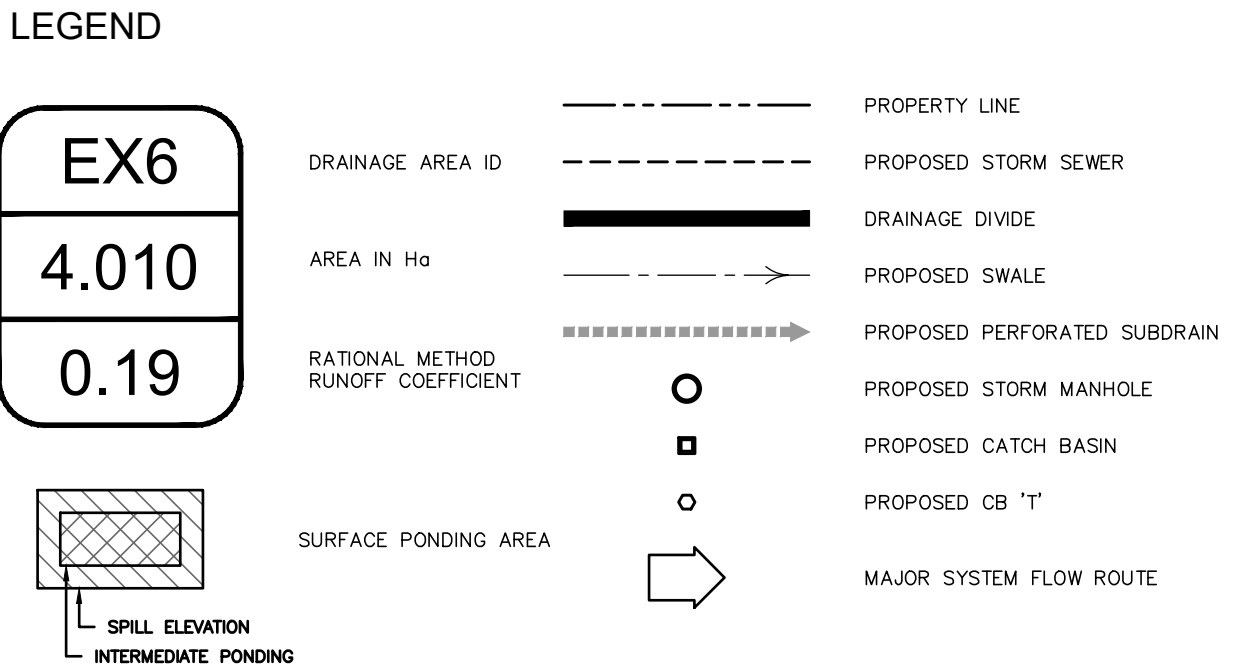 LEGEND
EX6
4.010
0.19
DRAINAGE AREA ID
AREA IN Ha
RATIONAL METHOD
RUNOFF COEFFICIENT
SURFACE PONDING AREA
SPILL ELEVATION
INTERMEDIATE PONDING
PROPERTY LINE
PROPOSED STORM SEWER
DRAINAGE DIVIDE
PROPOSED SWALE
PROPOSED PERFORATED SUBDRAIN
PROPOSED STORM MANHOLE
PROPOSED CATCH BASIN
PROPOSED CB 'T'
MAJOR SYSTEM FLOW ROUTE